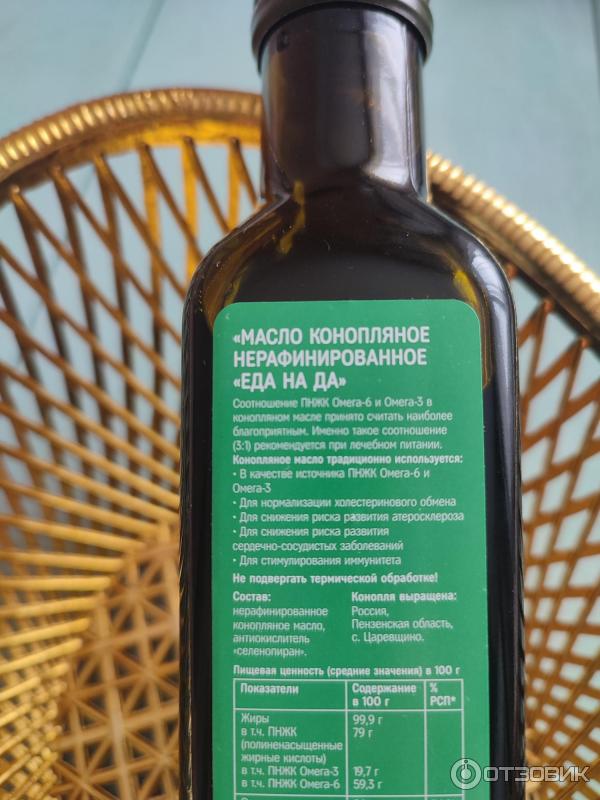 «МАСЛО КОНОПЛЯНОЕ
НЕРАФИНИРОВАННОЕ
«ЕДА НА ДА»
Соотношение ПНЖК Омега-6 и Омега-3 в
конопляном масле принято считать наиболее
благоприятным. Именно такое соотношение
(3:1) рекомендуется при лечебном питании.
Конопляное масло традиционно используется:
• В качестве источника ПНЖК Омега-6 и
Омега-3
• Для нормализации холестеринового обмена
• Для снижения риска развития атеросклероза
• Для снижения риска развития
сердечно-сосудистых заболеваний
• Для стимулирования иммунитета
Не подвергать термической обработке!
Состав:
нерафинированное
конопляное масло,
антиокислитель
«селенопиран».
Конопля выращена:
Россия,
Пензенская область,
с. Царевщино.
Пищевая ценность (средние значения) в 100 г
Показатели Содержание в 100 г % РСП*
Жиры 99,9 г
в т.ч. ПНЖК 79 г
(полиненасыщенные
жирные кислоты)
в т.ч. ПНЖК Омега-3 19,7 г
в т.ч. ПНЖК Омега-6 59,3 г
ОТЗОВИК